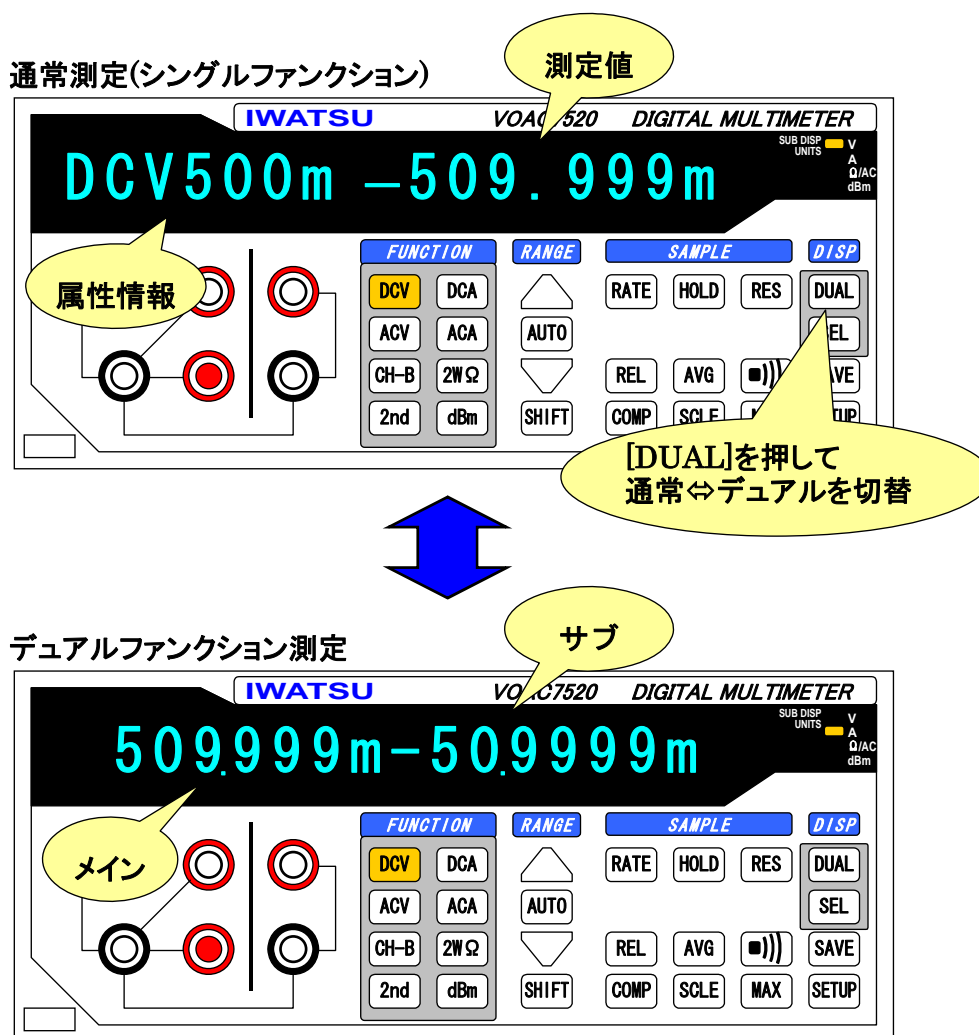 測定値
通常測定(シングルファンクション)
IWATSU VOAC7520 DIGITAL MULTIMETER
SUB DISP UNITS
V
A
Ω/AC
dBm
DCV500m –509.999m
属性情報
FUNCTION RANGE SAMPLE DISP
DCV DCA RATE HOLD RES DUAL
ACV ACA AUTO
CH-B 2WΩ REL AVG
2nd dBm SHIFT COMP SCLE
[DUAL]を押して
通常⇔デュアルを切替
デュアルファンクション測定
サブ
IWATSU VOAC7520 DIGITAL MULTIMETER
SUB DISP UNITS
V
A
Ω/AC
dBm
509.999m-50.9999m
メイン
FUNCTION RANGE SAMPLE DISP
DCV DCA RATE HOLD RES DUAL
ACV ACA AUTO SEL
CH-B 2WΩ REL AVG SAVE
2nd dBm SHIFT COMP SCLE MAX SETUP